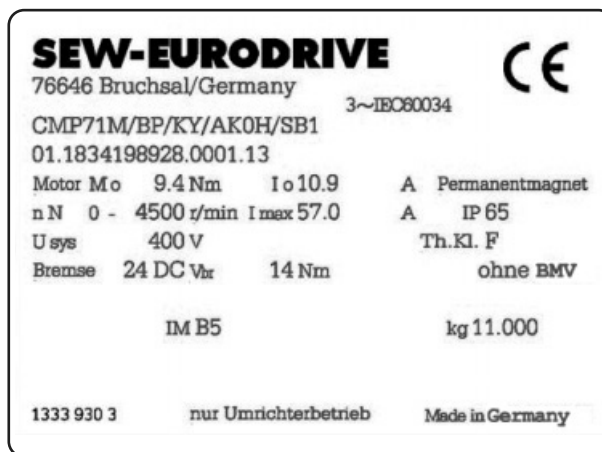 SEW-EURODRIVE
CE
76646 Bruchsal/Germany
3~IEC60034
CMP71M/BP/KY/AK0H/SB1
01.1834198928.0001.13
Motor Mo 9.4 Nm Io 10.9 A Permanentmagnet
nN 0 - 4500 r/min Imax 57.0 A IP 65
Usys 400 V Th.Kl. F
Bremse 24 DC Vbr 14 Nm ohne BMV
IM B5 kg 11.000
1333 930 3 nur Umrichterbetrieb Made in Germany